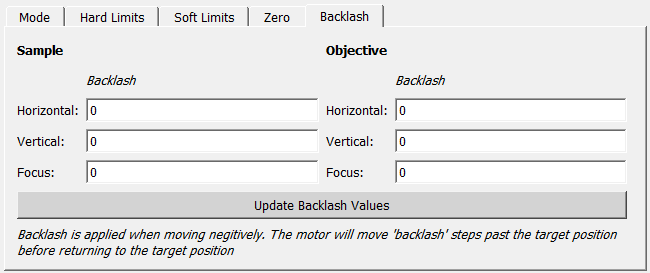 Mode Hard Limits Soft Limits Zero Backlash
Sample Objective
Backlash Backlash
Horizontal: 0 Horizontal: 0
Vertical: 0 Vertical: 0
Focus: 0 Focus: 0
Update Backlash Values
Backlash is applied when moving negitively. The motor will move 'backlash' steps past the target position
before returning to the target position